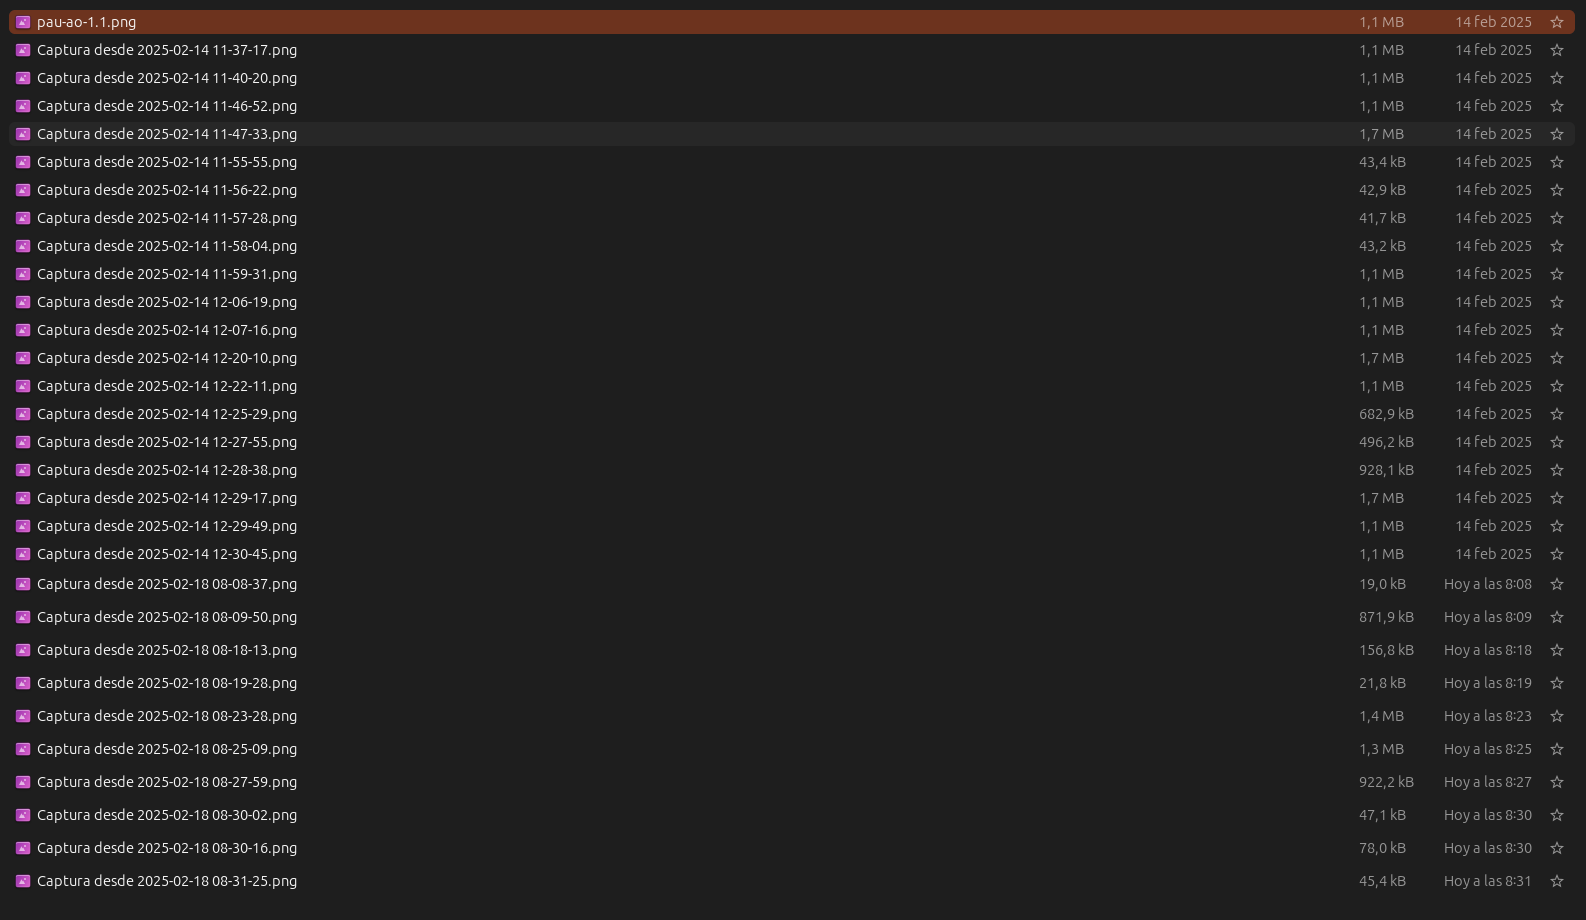 pau-ao-1.1.png 1,1 MB 14 feb 2025
Captura desde 2025-02-14 11-37-17.png 1,1 MB 14 feb 2025
Captura desde 2025-02-14 11-40-20.png 1,1 MB 14 feb 2025
Captura desde 2025-02-14 11-46-52.png 1,1 MB 14 feb 2025
Captura desde 2025-02-14 11-47-33.png 1,7 MB 14 feb 2025
Captura desde 2025-02-14 11-55-55.png 43,4 kB 14 feb 2025
Captura desde 2025-02-14 11-56-22.png 42,9 kB 14 feb 2025
Captura desde 2025-02-14 11-57-28.png 41,7 kB 14 feb 2025
Captura desde 2025-02-14 11-58-04.png 43,2 kB 14 feb 2025
Captura desde 2025-02-14 11-59-31.png 1,1 MB 14 feb 2025
Captura desde 2025-02-14 12-06-19.png 1,1 MB 14 feb 2025
Captura desde 2025-02-14 12-07-16.png 1,1 MB 14 feb 2025
Captura desde 2025-02-14 12-20-10.png 1,7 MB 14 feb 2025
Captura desde 2025-02-14 12-22-11.png 1,1 MB 14 feb 2025
Captura desde 2025-02-14 12-25-29.png 682,9 kB 14 feb 2025
Captura desde 2025-02-14 12-27-55.png 496,2 kB 14 feb 2025
Captura desde 2025-02-14 12-28-38.png 928,1 kB 14 feb 2025
Captura desde 2025-02-14 12-29-17.png 1,7 MB 14 feb 2025
Captura desde 2025-02-14 12-29-49.png 1,1 MB 14 feb 2025
Captura desde 2025-02-14 12-30-45.png 1,1 MB 14 feb 2025
Captura desde 2025-02-18 08-08-37.png 19,0 kB Hoy a las 8:08
Captura desde 2025-02-18 08-09-50.png 871,9 kB Hoy a las 8:09
Captura desde 2025-02-18 08-18-13.png 156,8 kB Hoy a las 8:18
Captura desde 2025-02-18 08-19-28.png 21,8 kB Hoy a las 8:19
Captura desde 2025-02-18 08-23-28.png 1,4 MB Hoy a las 8:23
Captura desde 2025-02-18 08-25-09.png 1,3 MB Hoy a las 8:25
Captura desde 2025-02-18 08-27-59.png 922,2 kB Hoy a las 8:27
Captura desde 2025-02-18 08-30-02.png 47,1 kB Hoy a las 8:30
Captura desde 2025-02-18 08-30-16.png 78,0 kB Hoy a las 8:30
Captura desde 2025-02-18 08-31-25.png 45,4 kB Hoy a las 8:31